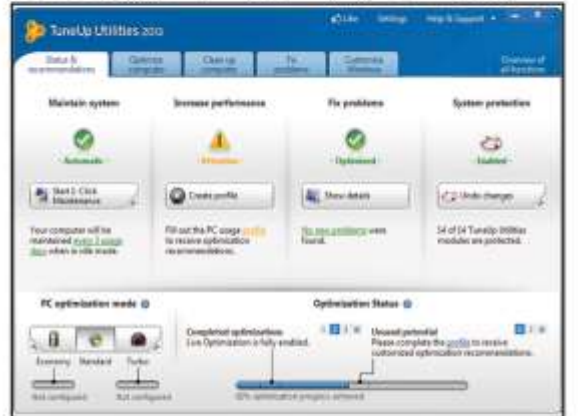 TuneUp Utilities 2013
Like Settings Help & Support
Status & recommendations
Optimize computer
Clean up computer
Fix problems
Customize Windows
Overview of all functions
Maintain system
Automatic
Start 1-Click Maintenance
Your computer will be
maintained every 3 usage
days when in idle mode.
Increase performance
Attention
Create profile
Fill out the PC usage profile
to receive optimization
recommendations.
Fix problems
Optimized
Show details
No new problems were
found.
System protection
Enabled
Undo changes
of TuneUp Utilities
modules are protected.
PC optimization mode
Economy Standard Turbo
Not configured Not configured
Optimization Status
Completed optimizations
Live Optimization is fully enabled.
Unused potential
Please complete the profile to receive
customized optimization recommendations.
optimization progress achieved